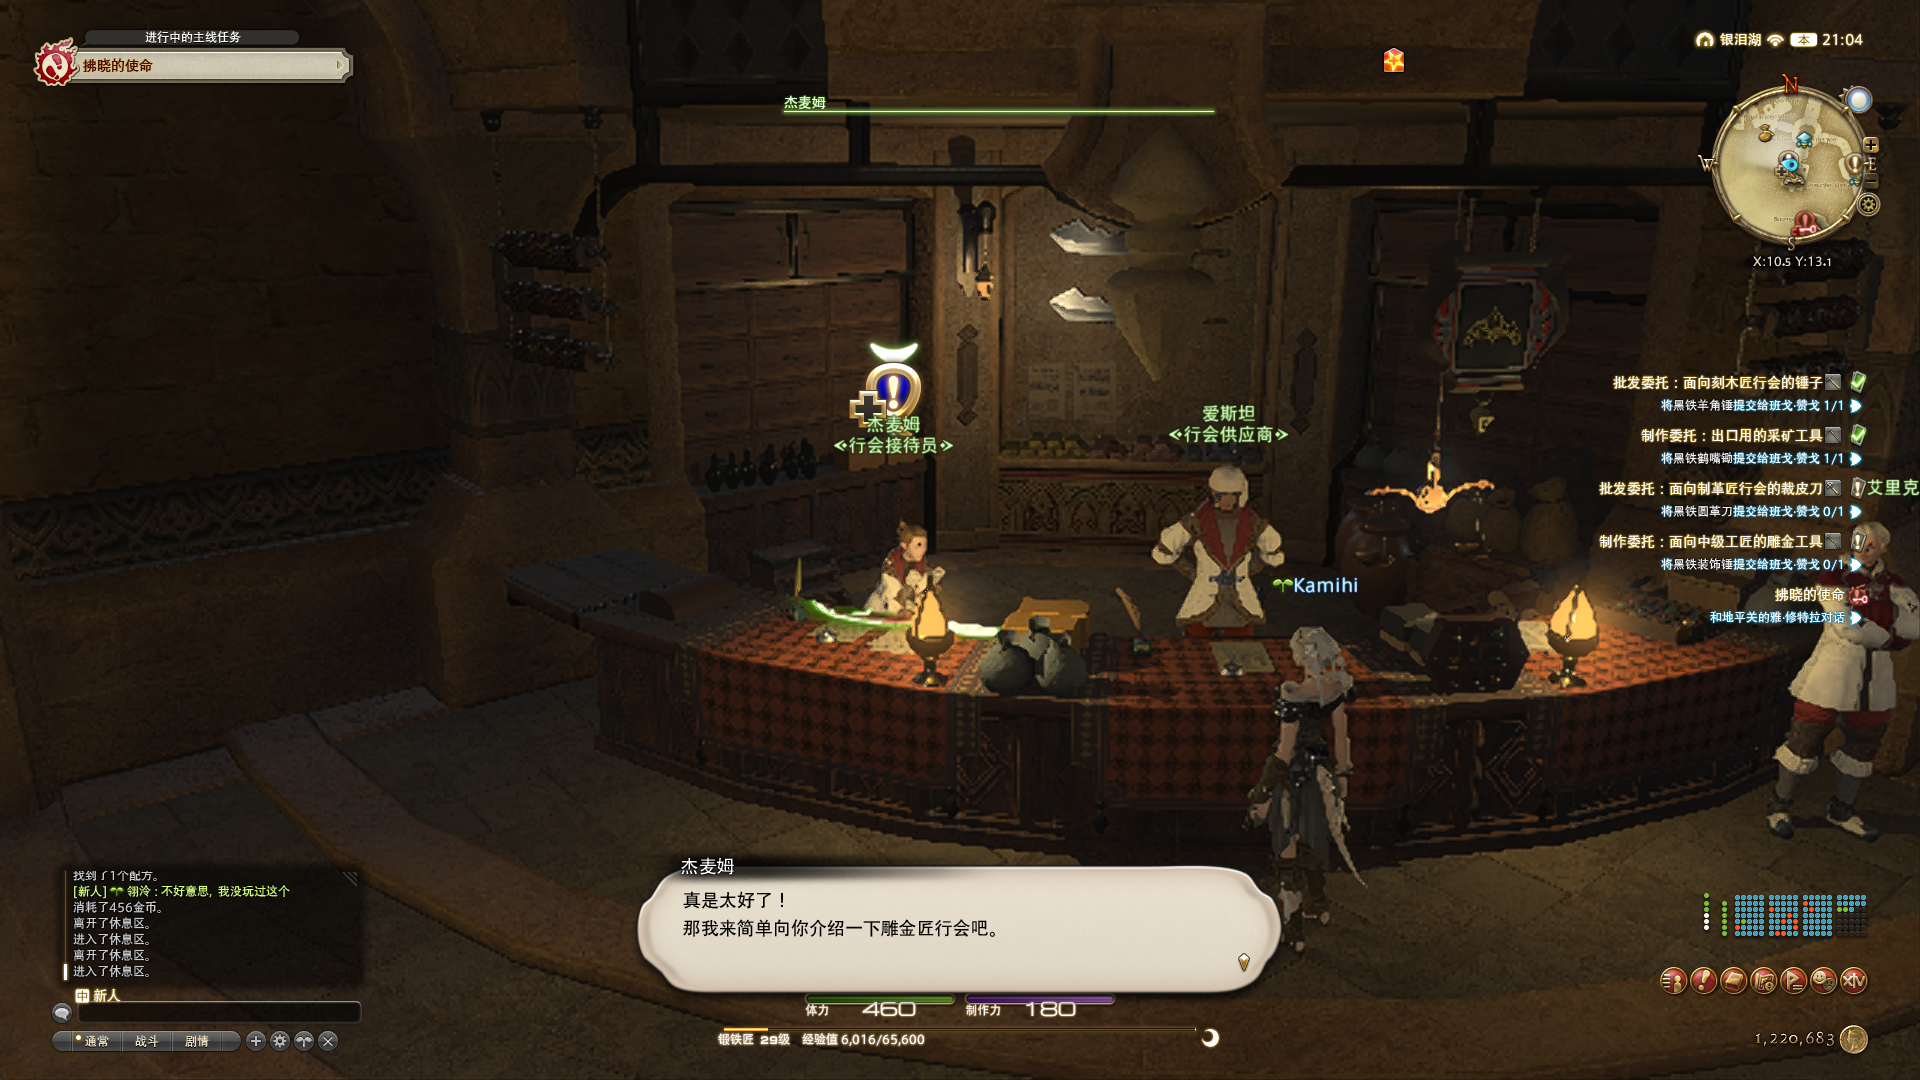 进行中的主线任务
拂晓的使命
杰麦姆
银泪湖 本 21:04
N
W
E
S
X:10.5 Y:13.1
杰麦姆
行会接待员
爱斯坦
行会供应商
Kamihi
批发委托：面向刻木匠行会的锤子
将黑铁羊角锤提交给班戈·赞戈 1/1
制作委托：出口用的采矿工具
将黑铁鹤嘴锄提交给班戈·赞戈 1/1
批发委托：面向制革匠行会的裁皮刀
艾里克
将黑铁圆革刀提交给班戈·赞戈 0/1
制作委托：面向中级工匠的雕金工具
将黑铁装饰锤提交给班戈·赞戈 0/1
拂晓的使命
和地平关的雅·修特拉对话
找到了1个配方。
[新人]翎泠：不好意思，我没玩过这个
消耗了456金币。
离开了休息区。
进入了休息区。
离开了休息区。
进入了休息区。
中 新人
通常 战斗 剧情
杰麦姆
真是太好了！
那我来简单向你介绍一下雕金匠行会吧。
体力 460 制作力 180
锻铁匠 29级 经验值 6,016/65,600
XIV
1,220,683